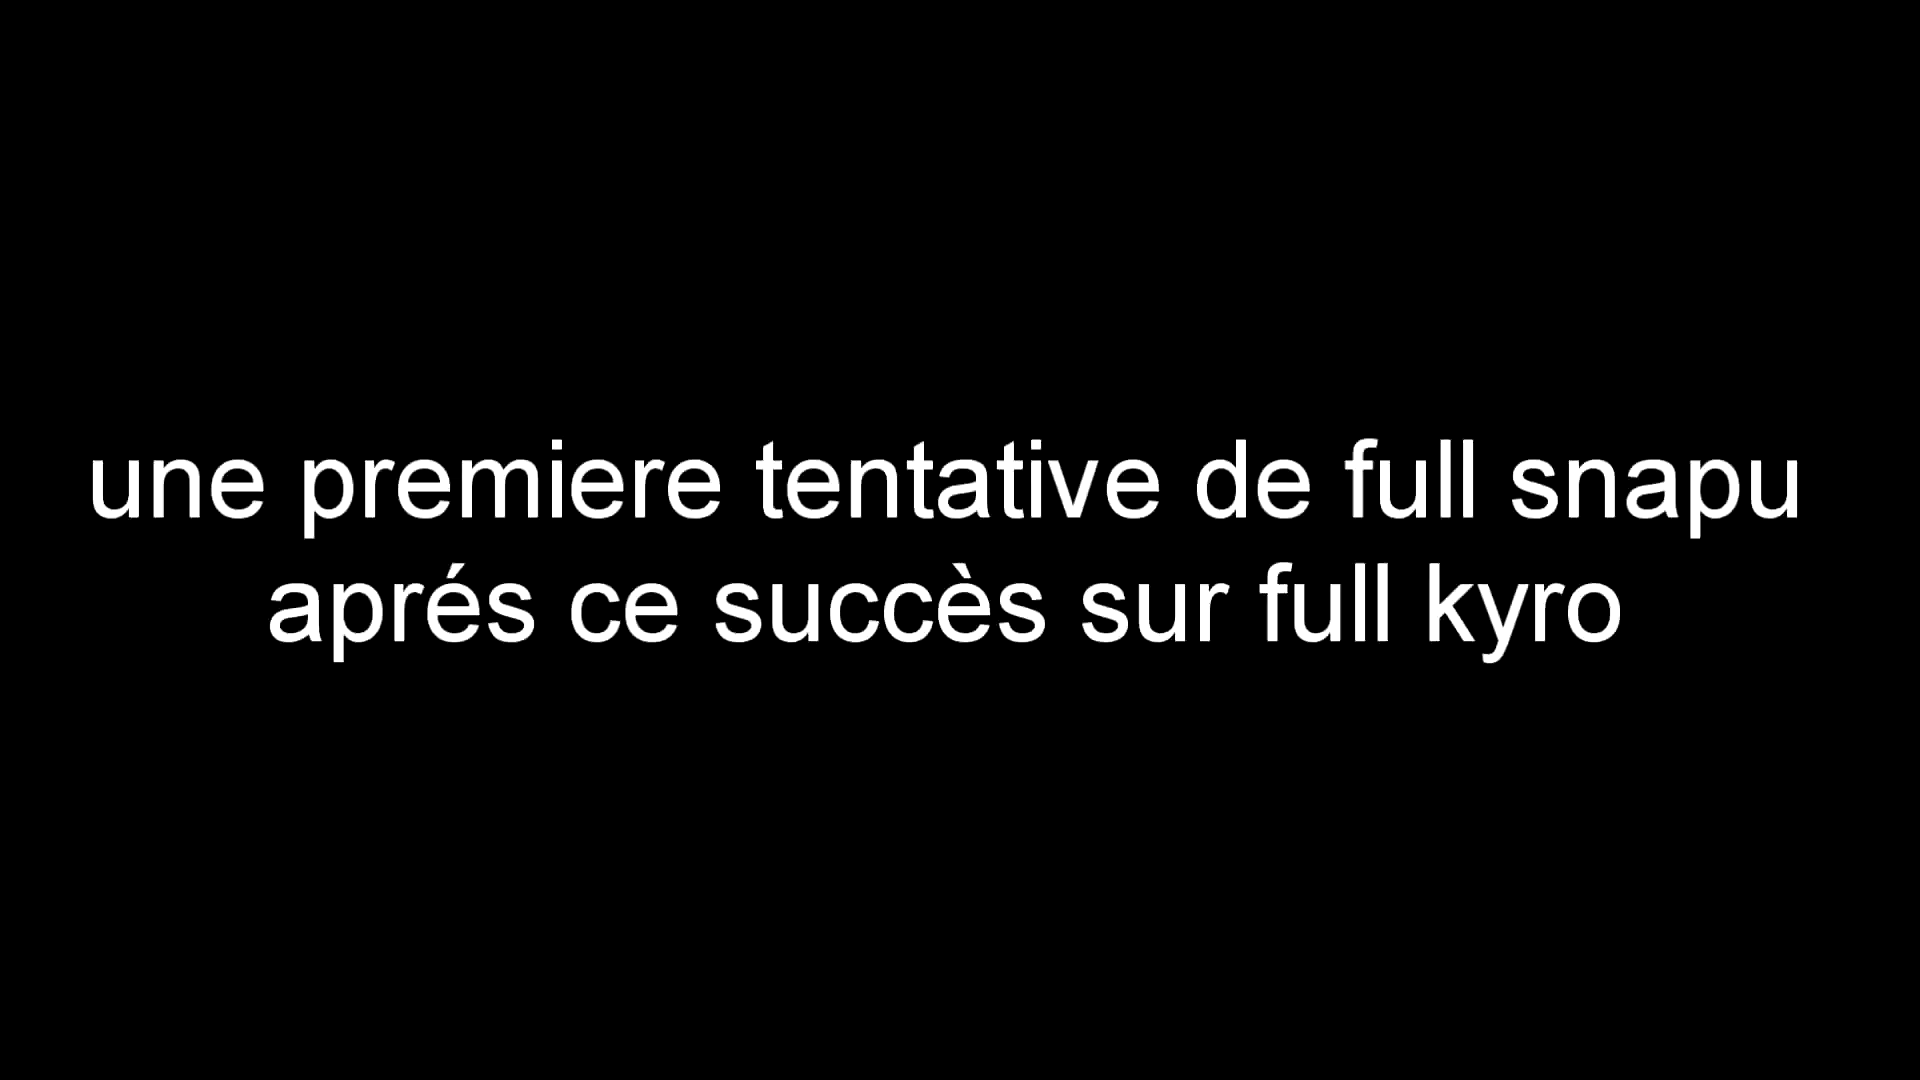 une premiere tentative de full snapu
aprés ce succès sur full kyro